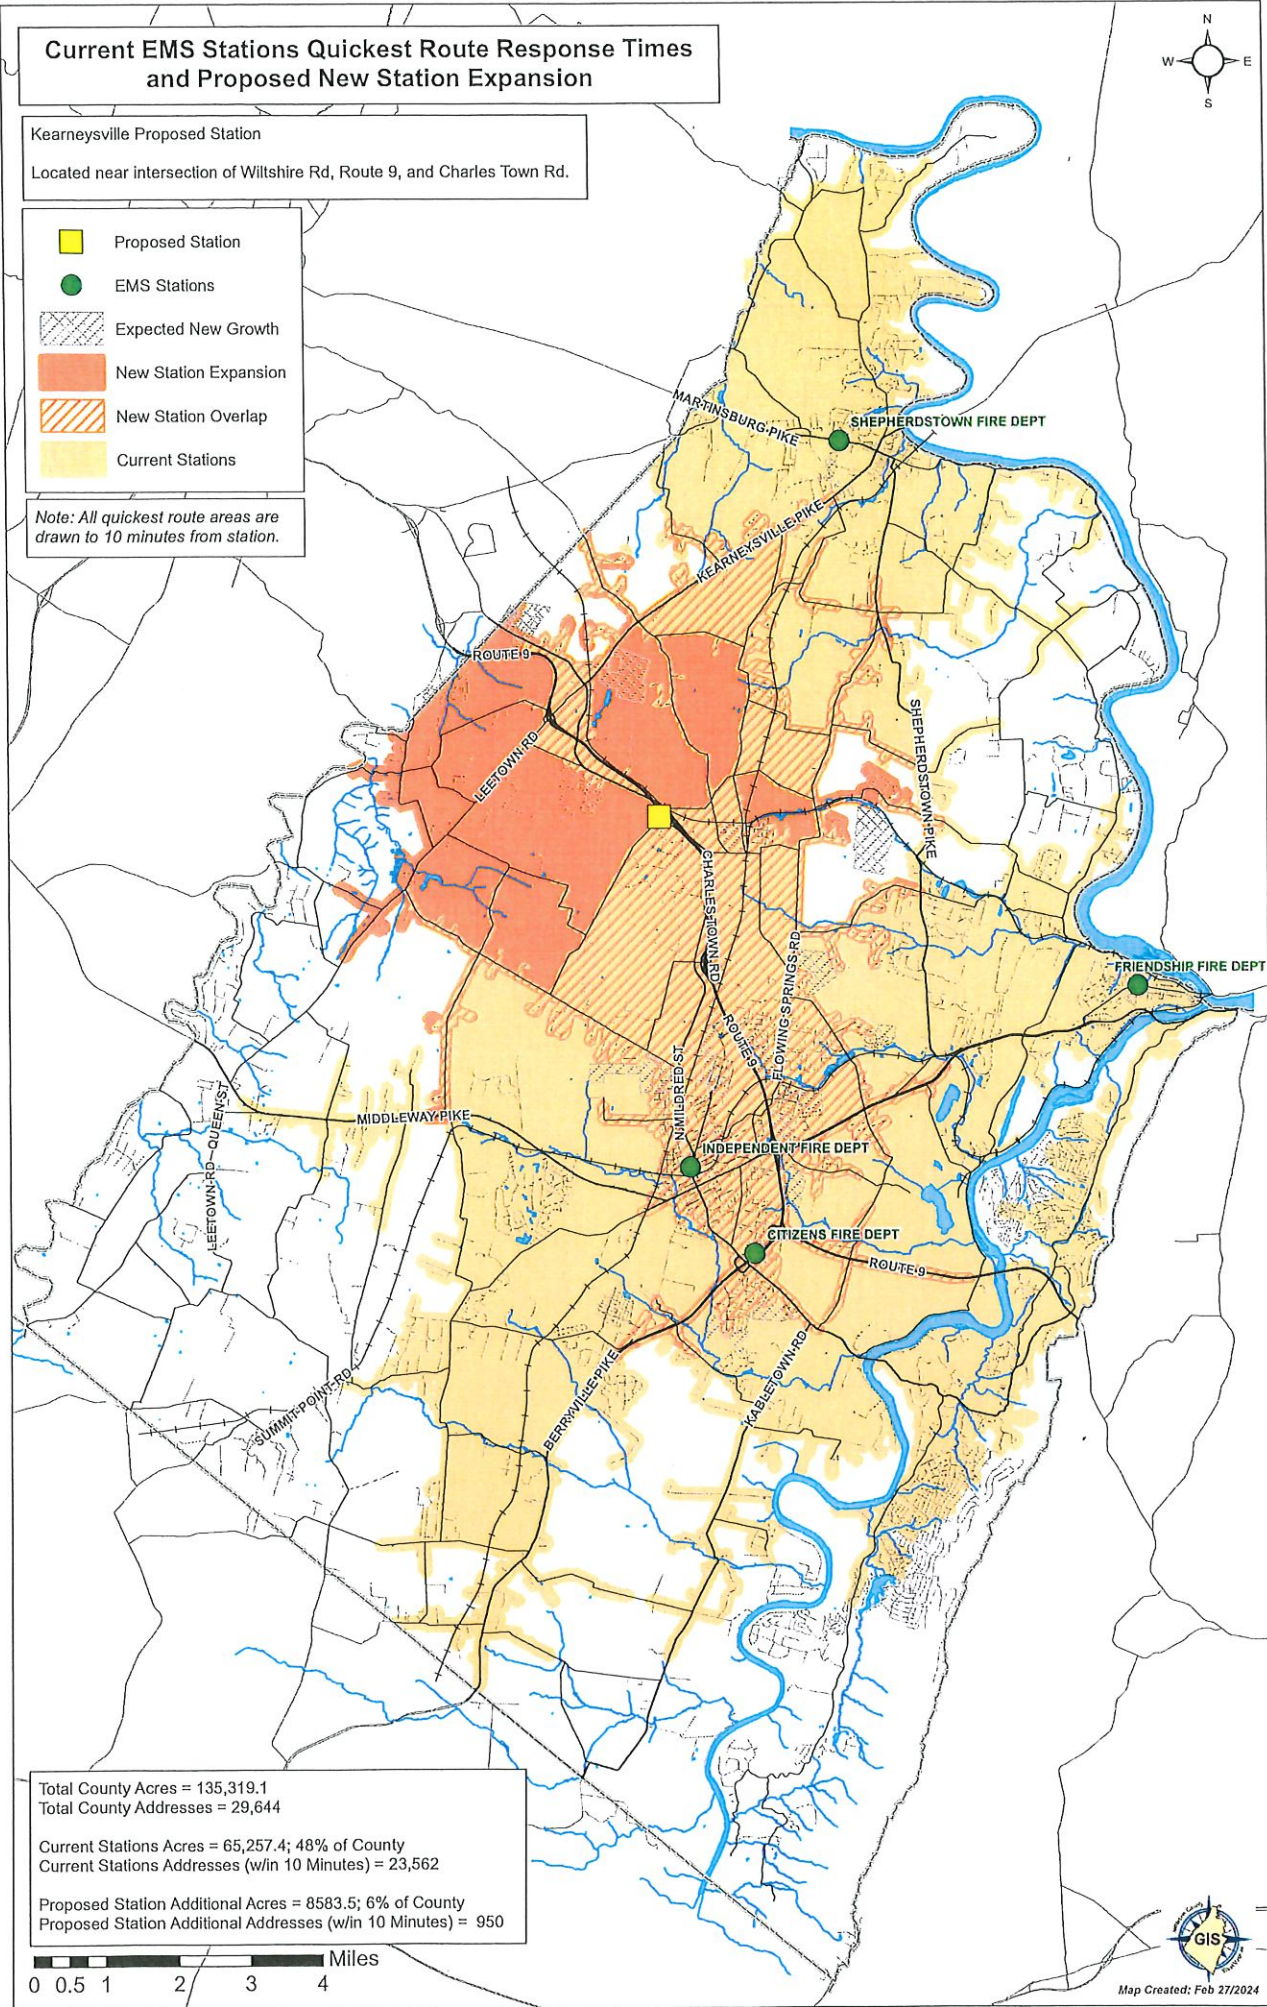 Current EMS Stations Quickest Route Response Times
and Proposed New Station Expansion
N
W
E
S
Kearneysville Proposed Station
Located near intersection of Wiltshire Rd, Route 9, and Charles Town Rd.
Proposed Station
EMS Stations
Expected New Growth
New Station Expansion
New Station Overlap
Current Stations
Note: All quickest route areas are
drawn to 10 minutes from station.
MARTINSBURG PIKE
SHEPHERDSTOWN FIRE DEPT
KEARNEYSVILLE PIKE
ROUTE 9
LEETOWN RD
SHEPHERDSTOWN PIKE
CHARLES TOWN RD
FLOWING SPRINGS RD
FRIENDSHIP FIRE DEPT
ROUTE 9
N MILDRED ST
MIDDLEWAY PIKE
LEETOWN RD - QUEEN ST
INDEPENDENT FIRE DEPT
CITIZENS FIRE DEPT
ROUTE 9
KABLETOWN RD
BERRYVILLE PIKE
SUMMIT POINT RD
Total County Acres = 135,319.1
Total County Addresses = 29,644
Current Stations Acres = 65,257.4; 48% of County
Current Stations Addresses (w/in 10 Minutes) = 23,562
Proposed Station Additional Acres = 8583.5; 6% of County
Proposed Station Additional Addresses (w/in 10 Minutes) = 950
Miles
0 0.5 1 2 3 4
GIS
Map Created: Feb 27/2024